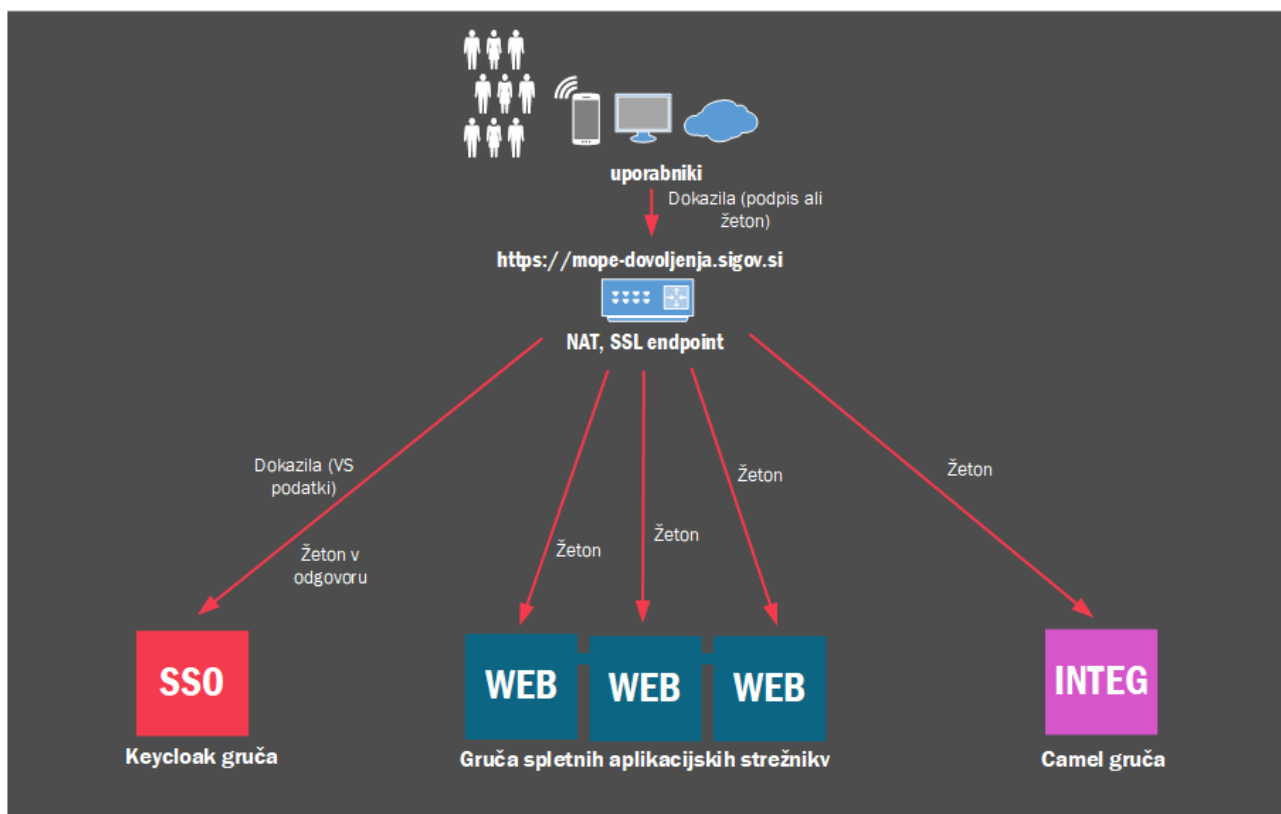 uporabniki
Dokazila (podpis ali
žeton)
https://mope-dovoljenja.sigov.si
NAT, SSL endpoint
Dokazila (VS
podatki)
Žeton v
odgovoru
Žeton
Žeton
Žeton
Žeton
SSO
WEB
WEB
WEB
INTEG
Keycloak gruča
Gruča spletnih aplikacijskih strežnikv
Camel gruča